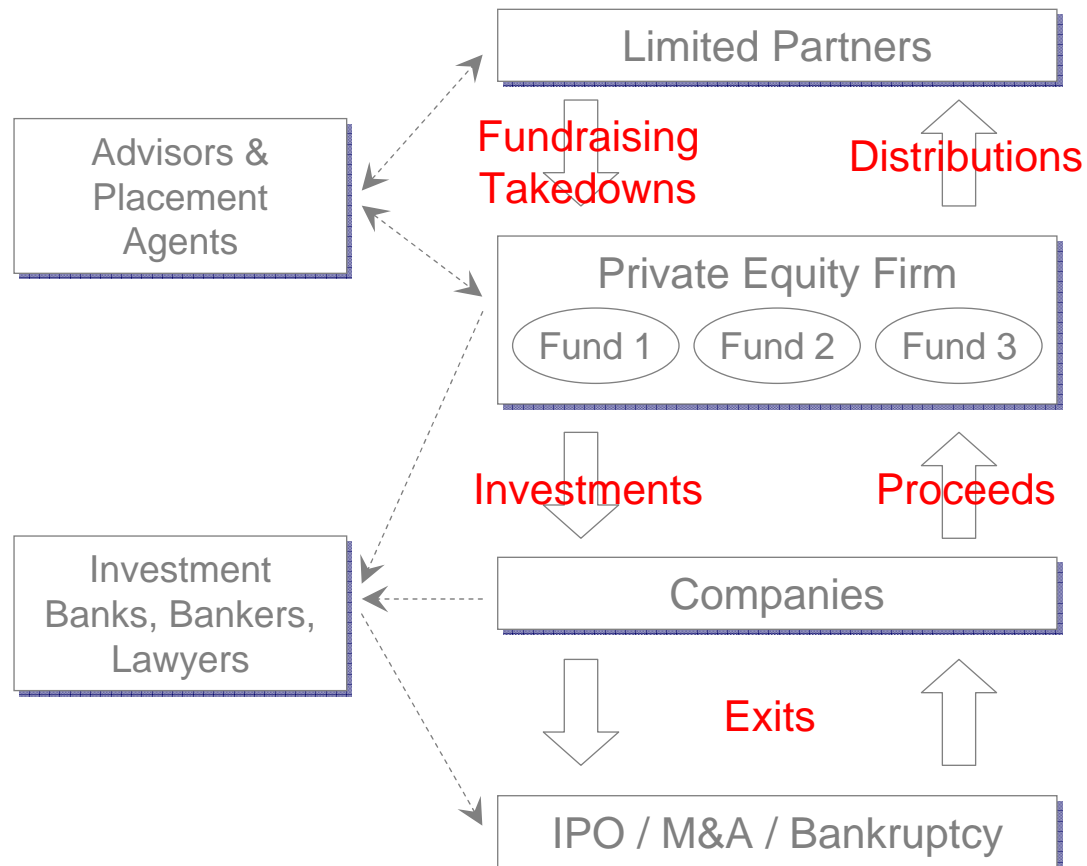 Limited Partners
Advisors &
Placement
Agents
Fundraising
Takedowns
Distributions
Private Equity Firm
Fund 1
Fund 2
Fund 3
Investments
Proceeds
Investment
Banks, Bankers,
Lawyers
Companies
Exits
IPO / M&A / Bankruptcy